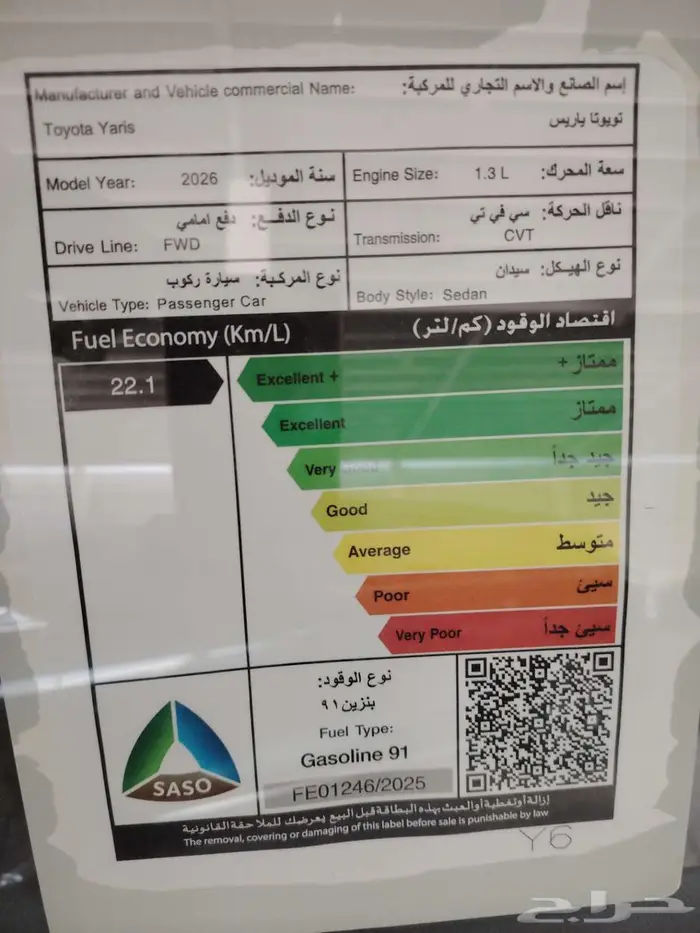 Manufacturer and Vehicle commercial Name: إسم الصانع والاسم التجاري للمركبة:
Toyota Yaris تويوتا ياريس
Model Year: 2026 سنة الموديل:
Engine Size: 1.3 L سعة المحرك:
نوع الدفع: دفع امامي
Drive Line: FWD
ناقل الحركة: سي في تي
Transmission: CVT
نوع المركبة: سيارة ركوب
Vehicle Type: Passenger Car
نوع الهيكل: سيدان
Body Style: Sedan
Fuel Economy (Km/L) اقتصاد الوقود (كم/لتر)
22.1
Excellent + ممتاز +
Excellent ممتاز
Very Good جيد جداً
Good جيد
Average متوسط
Poor سيئ
Very Poor سيئ جداً
نوع الوقود:
بنزين ٩١
Fuel Type:
Gasoline 91
FE01246/2025
SASO
إزالة أو تغطية أو العبث بهذه البطاقة قبل البيع يعرضك للملاحقة القانونية
The removal, covering or damaging of this label before sale is punishable by law
Y6
حراج